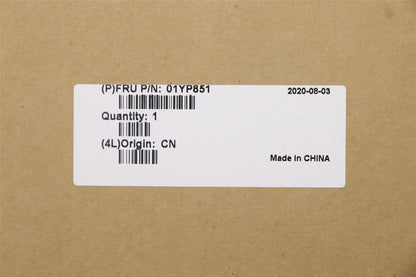 (P)FRU P/N: 01YP851 2020-08-03
Quantity: 1
(4L)Origin: CN
Made in CHINA